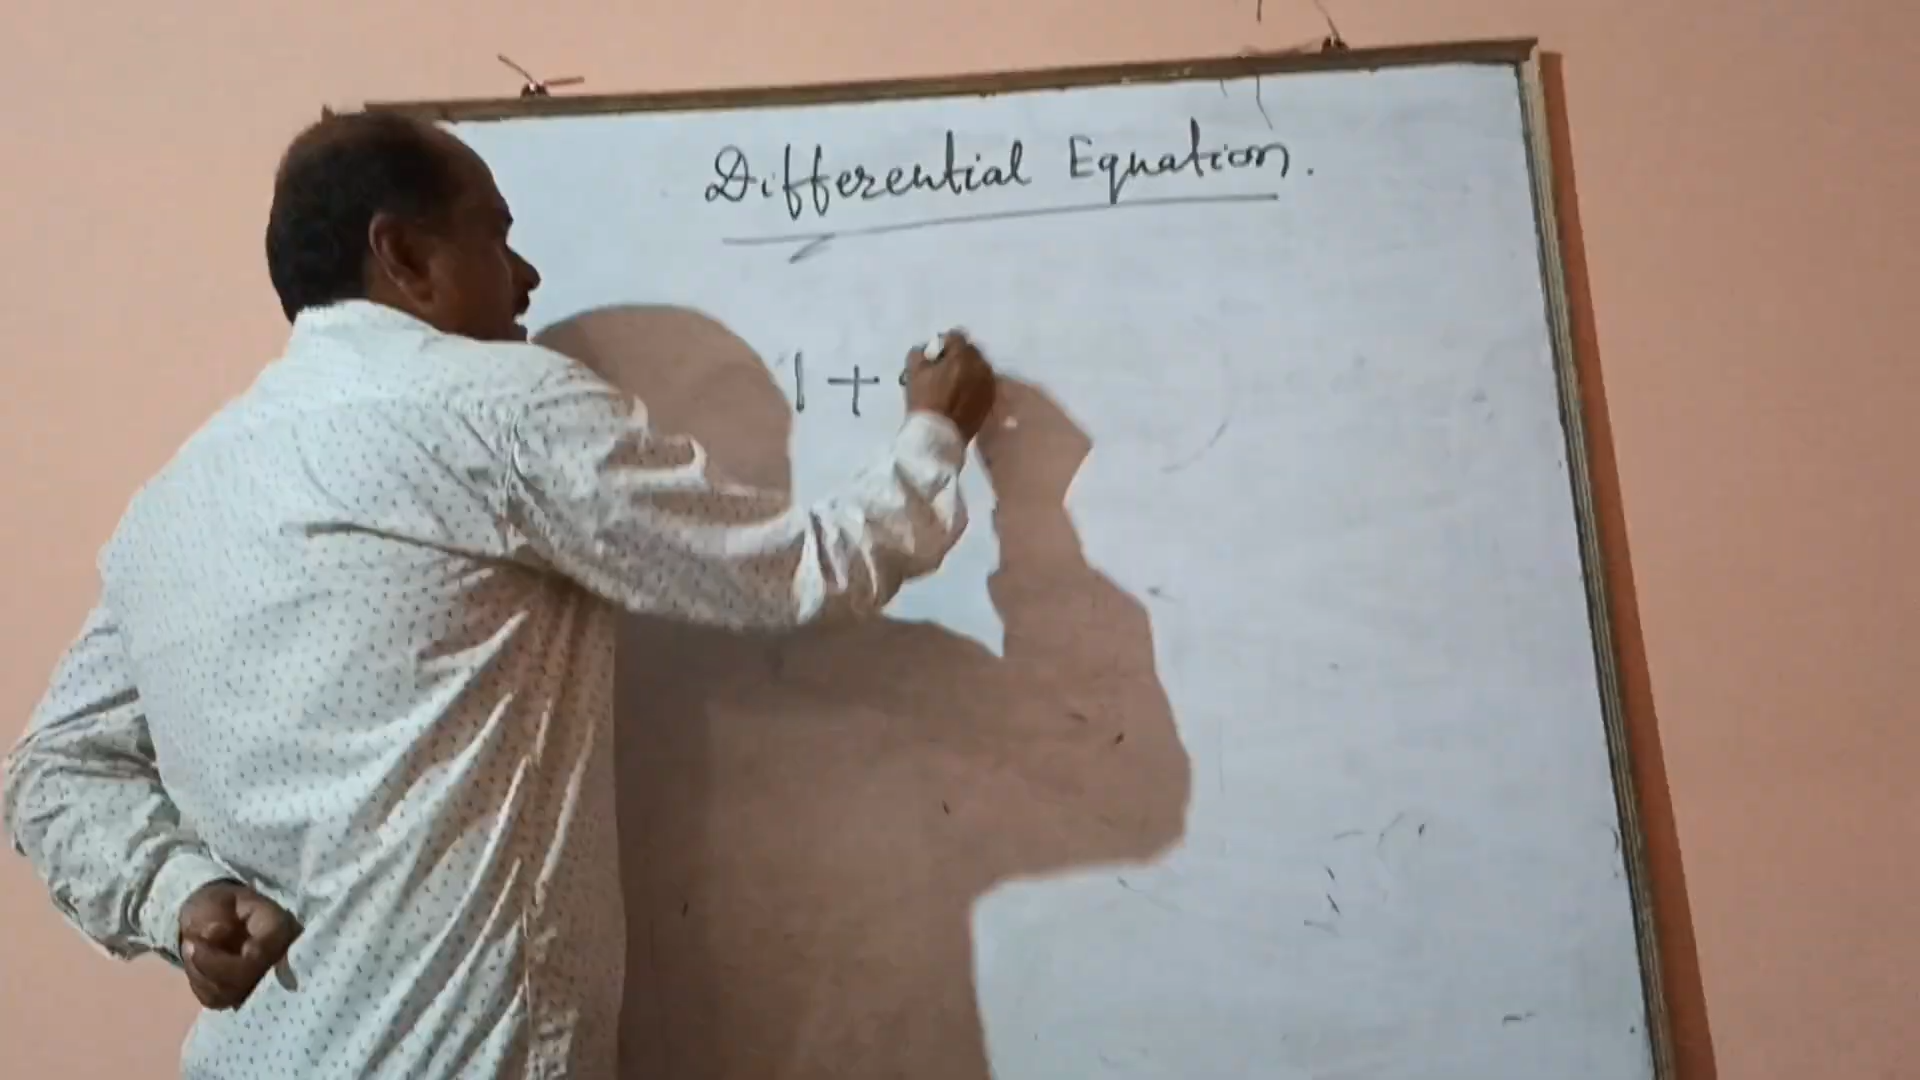 Differential Equation.
1 +